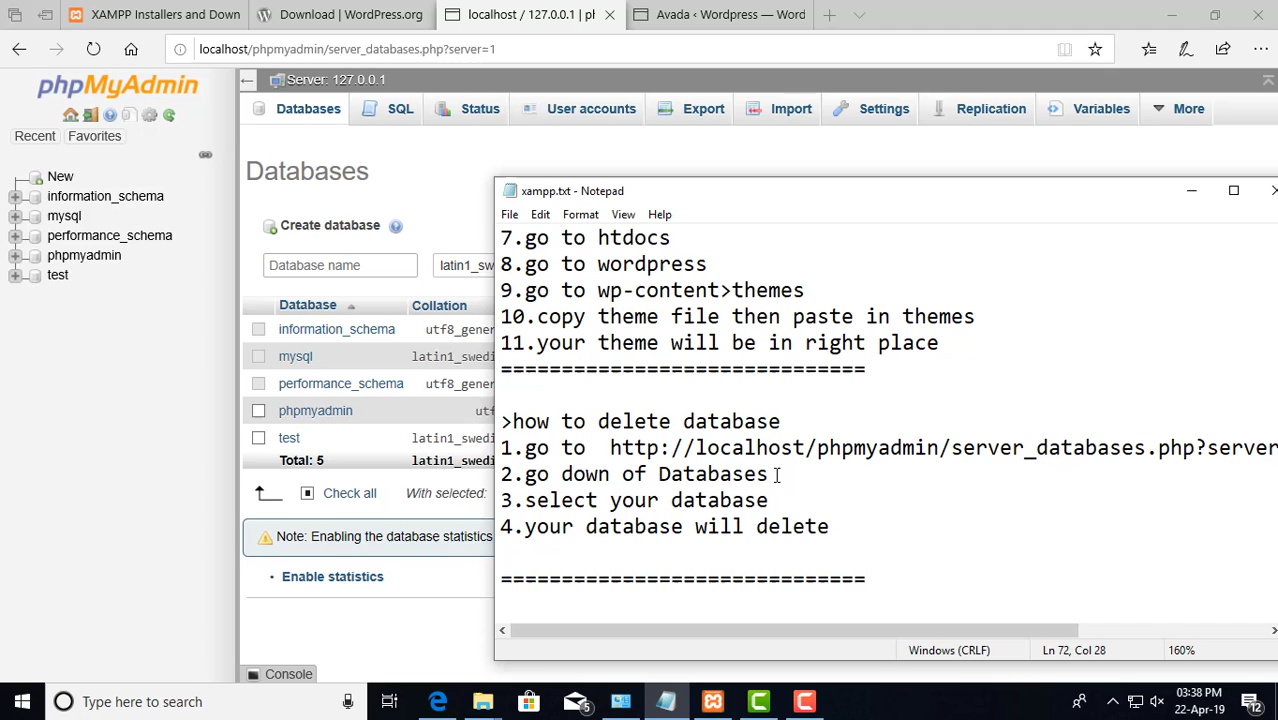 XAMPP Installers and Down
Download | WordPress.org
localhost / 127.0.0.1 | ph
Avada ‹ Wordpress — Word
localhost/phpmyadmin/server_databases.php?server=1
phpMyAdmin
Recent
Favorites
New
information_schema
mysql
performance_schema
phpmyadmin
test
Server: 127.0.0.1
Databases
SQL
Status
User accounts
Export
Import
Settings
Replication
Variables
More
Databases
Create database
Database name
latin1_swe
Database
Collation
information_schema
utf8_gener
mysql
latin1_swedi
performance_schema
utf8_gener
phpmyadmin
utf
test
latin1_swedi
Total: 5
latin1_swedi
Check all
With selected:
Note: Enabling the database statistics
Enable statistics
Console
xampp.txt - Notepad
File Edit Format View Help
7.go to htdocs
8.go to wordpress
9.go to wp-content>themes
10.copy theme file then paste in themes
11.your theme will be in right place
==============================
>how to delete database
1.go to  http://localhost/phpmyadmin/server_databases.php?server
2.go down of Databases
3.select your database
4.your database will delete
==============================
Windows (CRLF)
Ln 72, Col 28
160%
Type here to search
5
03:38 PM
22-Apr-19
12